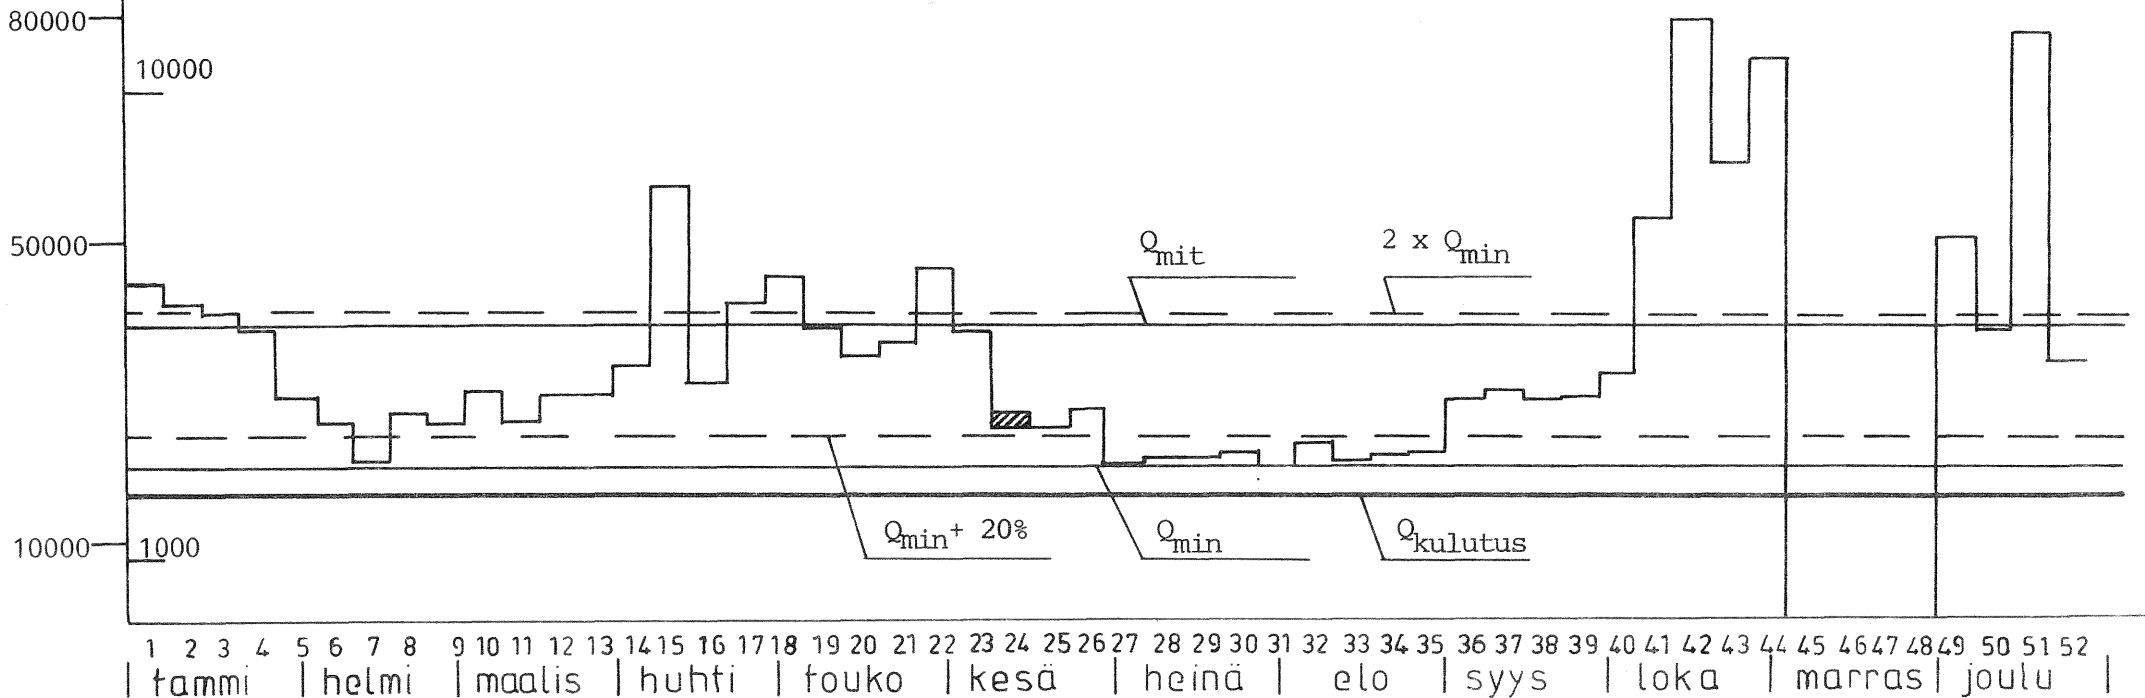 80000
10000
50000
Qmit
2 x Qmin
Qmin+ 20%
Qmin
Qkulutus
10000
1000
1 2 3 4 5 6 7 8 9 10 11 12 13 14 15 16 17 18 19 20 21 22 23 24 25 26 27 28 29 30 31 32 33 34 35 36 37 38 39 40 41 42 43 44 45 46 47 48 49 50 51 52
tammi helmi maalis huhti touko kesä heinä elo syys loka marras joulu